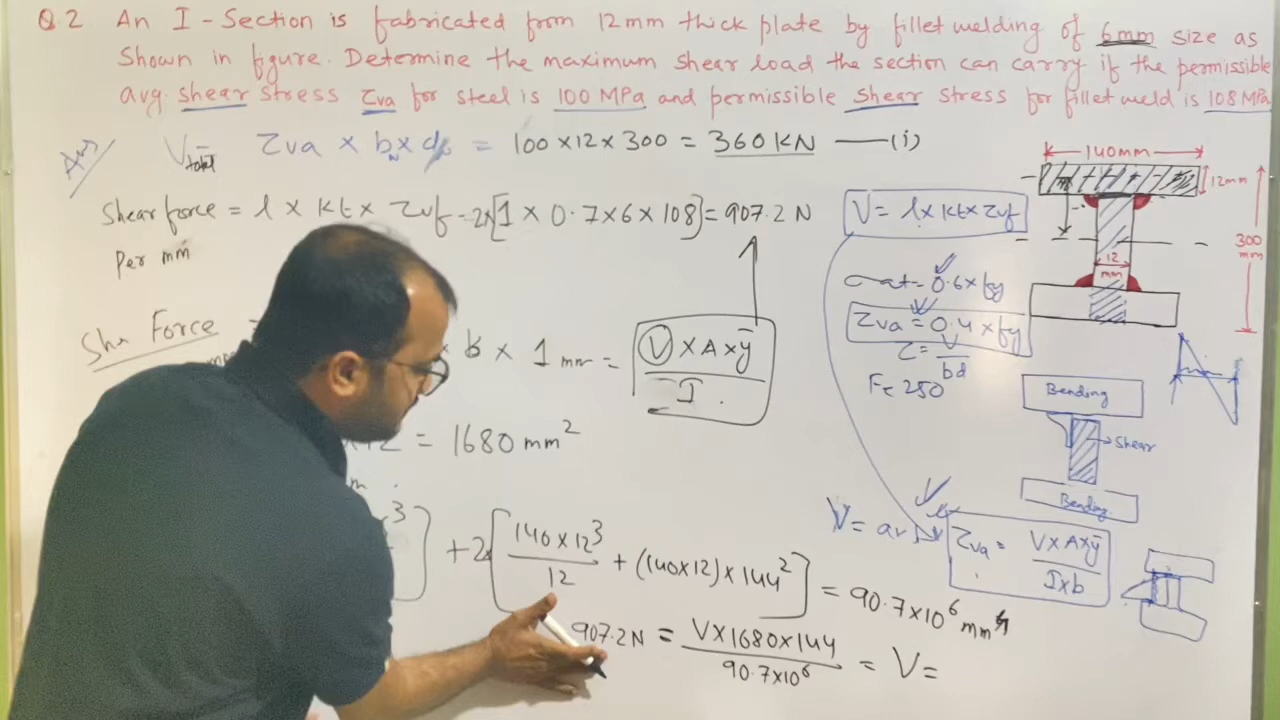 Q.2 An I-Section is fabricated from 12mm thick plate by fillet welding of 6mm size as
Shown in figure. Determine the maximum shear load the section can carry if the permissible
avg. shear stress τva for steel is 100 MPa and permissible shear stress for fillet weld is 108 MPa
Ans
Vtotal = τva × bw × do = 100×12×300 = 360 KN —(i)
Shear force = l × Kt × τvf = 2×[1 × 0.7×6×108] = 907.2 N
Per mm
V = l × Kt × τvf
σat = 0.6×fy
τva = 0.4 × fy
τ = V/bd
Fe 250
Force
× b × 1 mm = V×A×ȳ / I
= 1680 mm²
+ 2×[140×12³/12 + (140×12)×144²] = 90.7×10⁶ mm⁴
907.2N = V×1680×144 / 90.7×10⁶ = V =
τva = V×A×ȳ / I×b
140mm
12mm
300 mm
12 mm
Bending
Shear
Bending